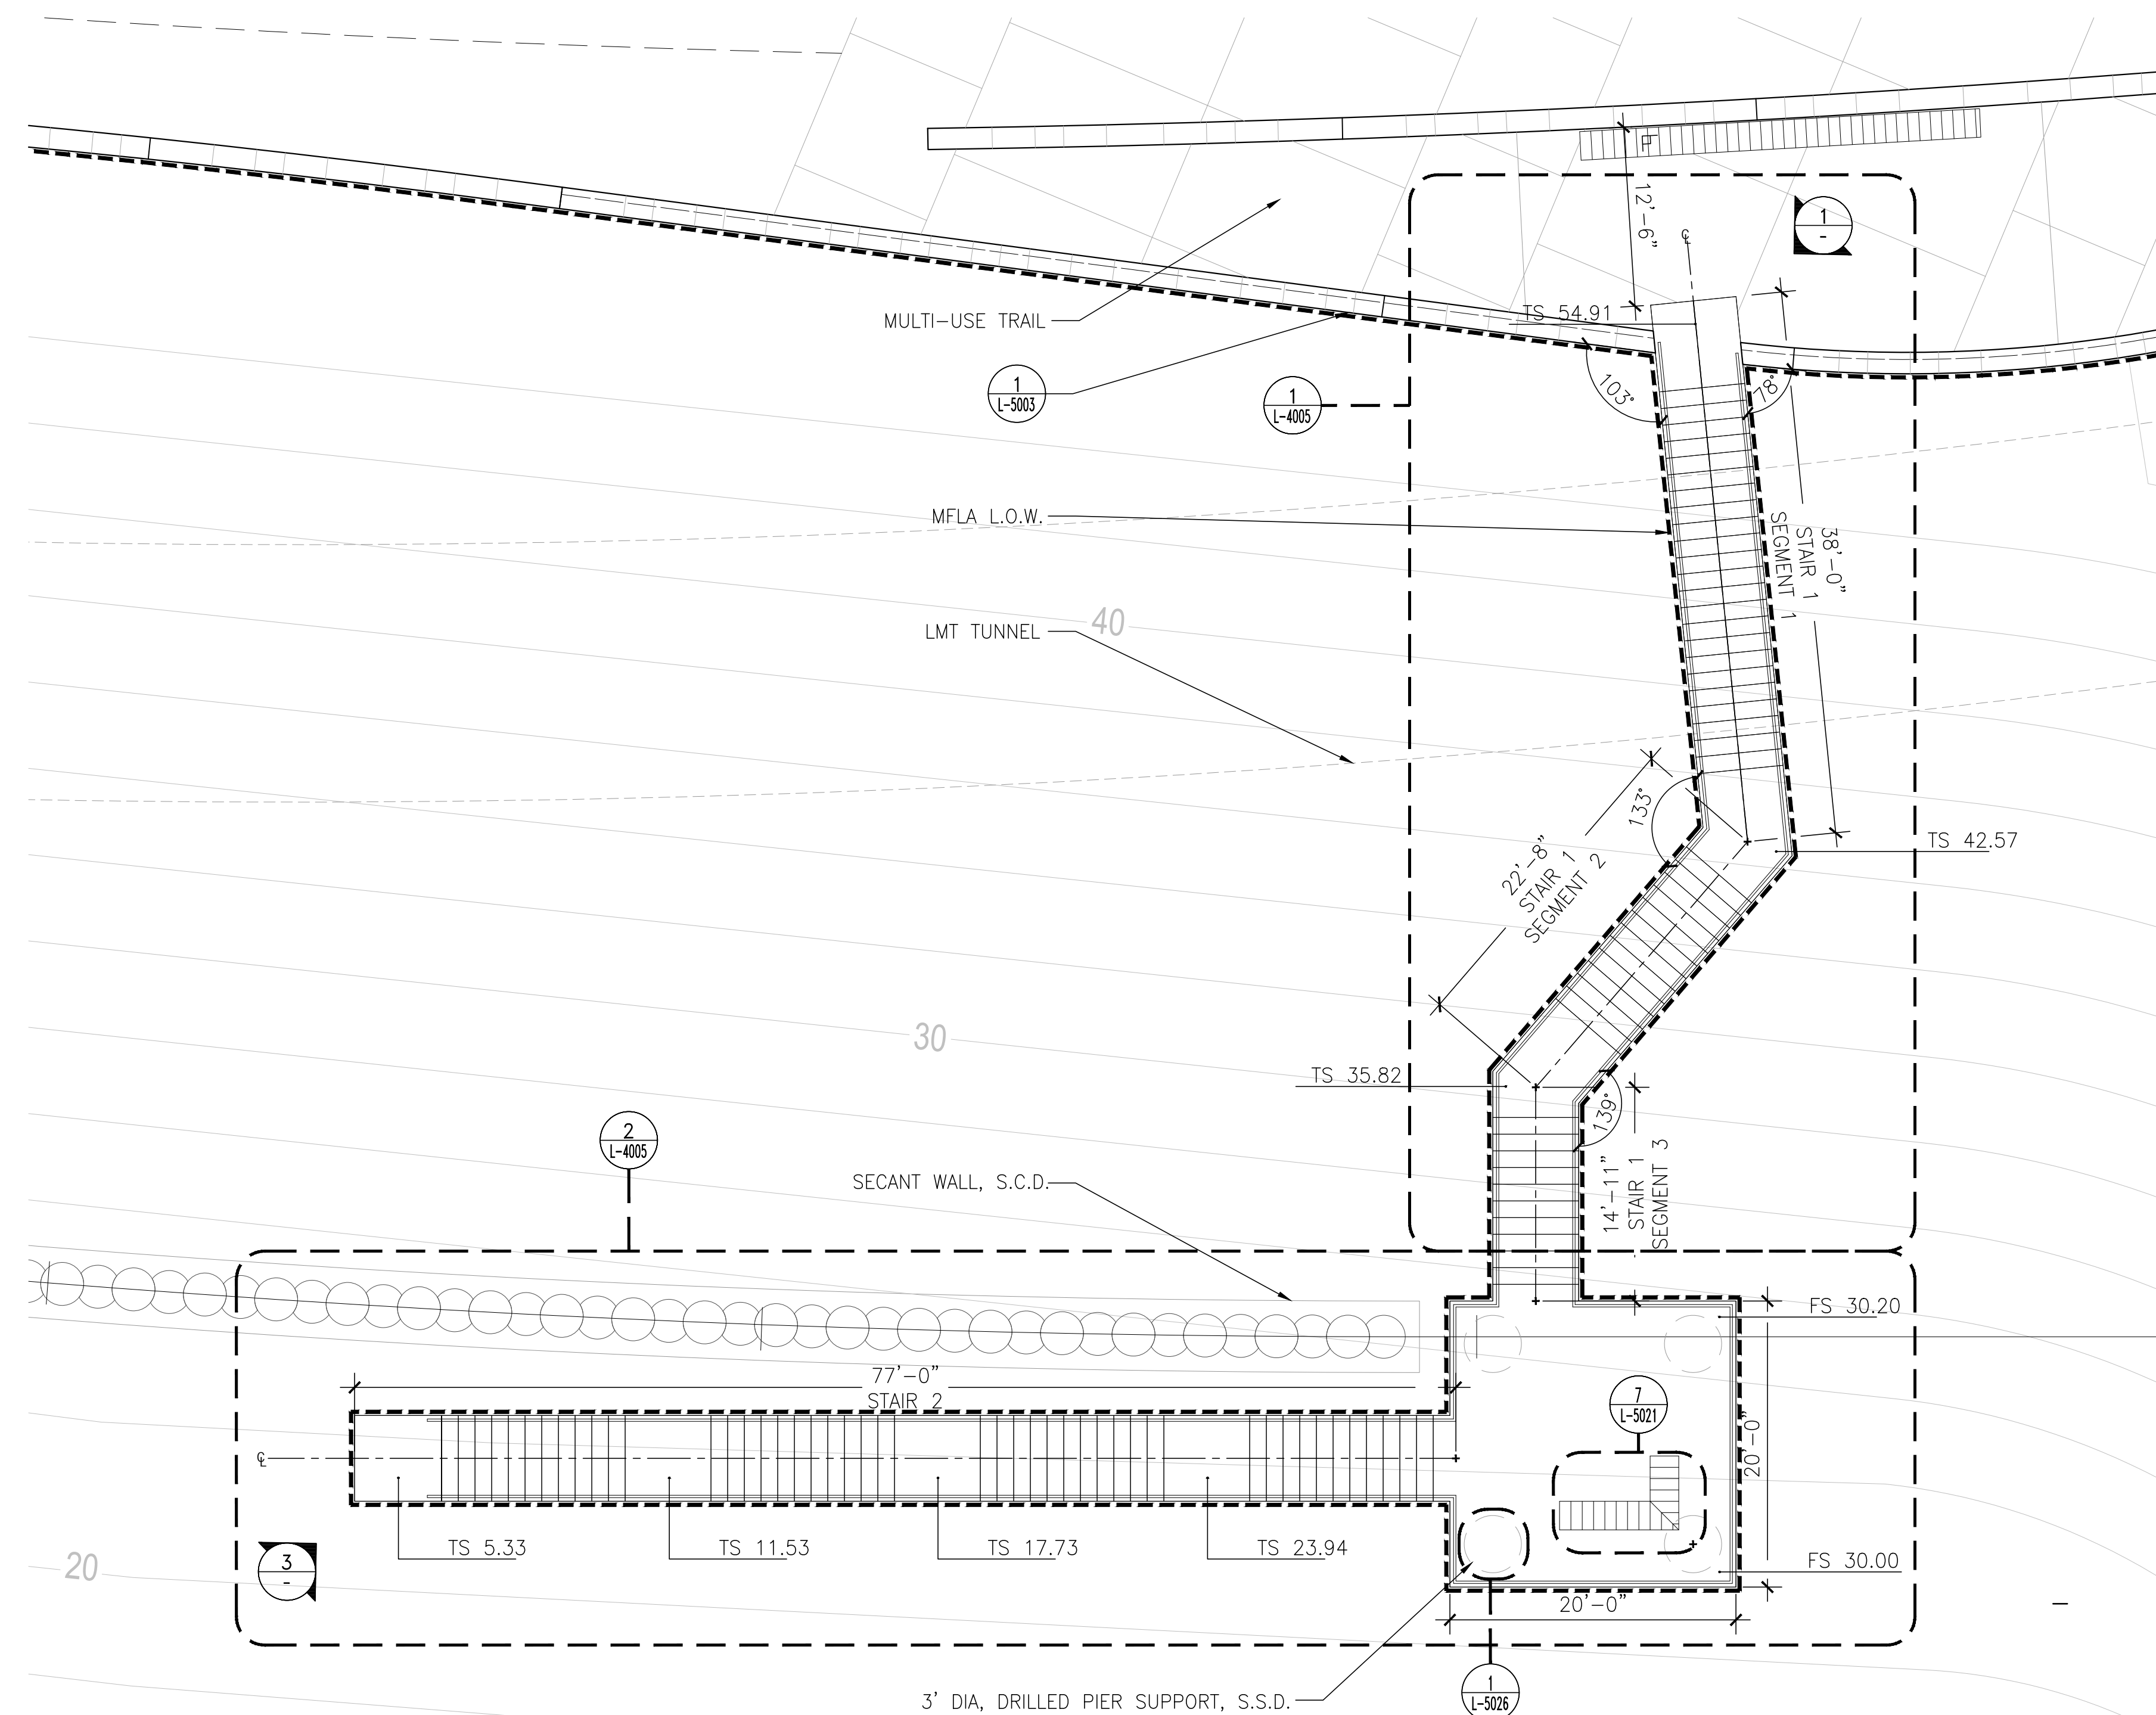 1
-
12'-6"
℄
TS 54.91
MULTI-USE TRAIL
1
L-5003
1
L-4005
103°
78°
MFLA L.O.W.
38'-0"
STAIR 1
SEGMENT 1
40
LMT TUNNEL
133°
22'-8"
STAIR 1
SEGMENT 2
TS 42.57
30
TS 35.82
139°
2
L-4005
14'-11"
STAIR 1
SEGMENT 3
SECANT WALL, S.C.D.
FS 30.20
77'-0"
STAIR 2
7
L-5021
20'-0"
℄
TS 5.33
TS 11.53
TS 17.73
TS 23.94
3
-
20
FS 30.00
20'-0"
3' DIA, DRILLED PIER SUPPORT, S.S.D.
1
L-5026